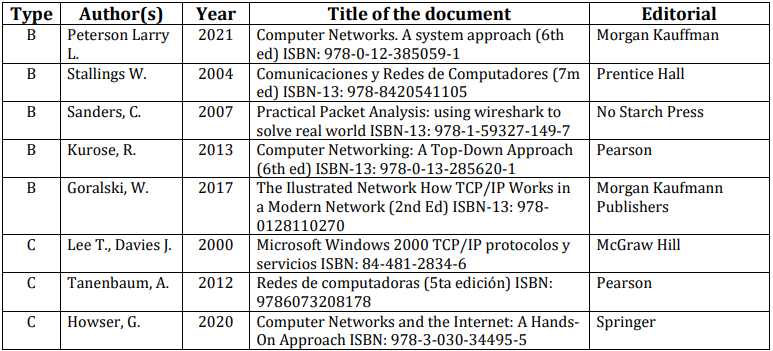 Type Author(s) Year Title of the document Editorial
B Peterson Larry 2021 Computer Networks. A system approach (6th Morgan Kauffman
L. ed) ISBN: 978-0-12-385059-1
B Stallings W. 2004 Comunicaciones y Redes de Computadores (7m Prentice Hall
ed) ISBN-13: 978-8420541105
B Sanders, C. 2007 Practical Packet Analysis: using wireshark to No Starch Press
solve real world ISBN-13: 978-1-59327-149-7
B Kurose, R. 2013 Computer Networking: A Top-Down Approach Pearson
(6th ed) ISBN-13: 978-0-13-285620-1
B Goralski, W. 2017 The Ilustrated Network How TCP/IP Works in Morgan Kaufmann
a Modern Network (2nd Ed) ISBN-13: 978- Publishers
0128110270
C Lee T., Davies J. 2000 Microsoft Windows 2000 TCP/IP protocolos y McGraw Hill
servicios ISBN: 84-481-2834-6
C Tanenbaum, A. 2012 Redes de computadoras (5ta edición) ISBN: Pearson
9786073208178
C Howser, G. 2020 Computer Networks and the Internet: A Hands- Springer
On Approach ISBN: 978-3-030-34495-5